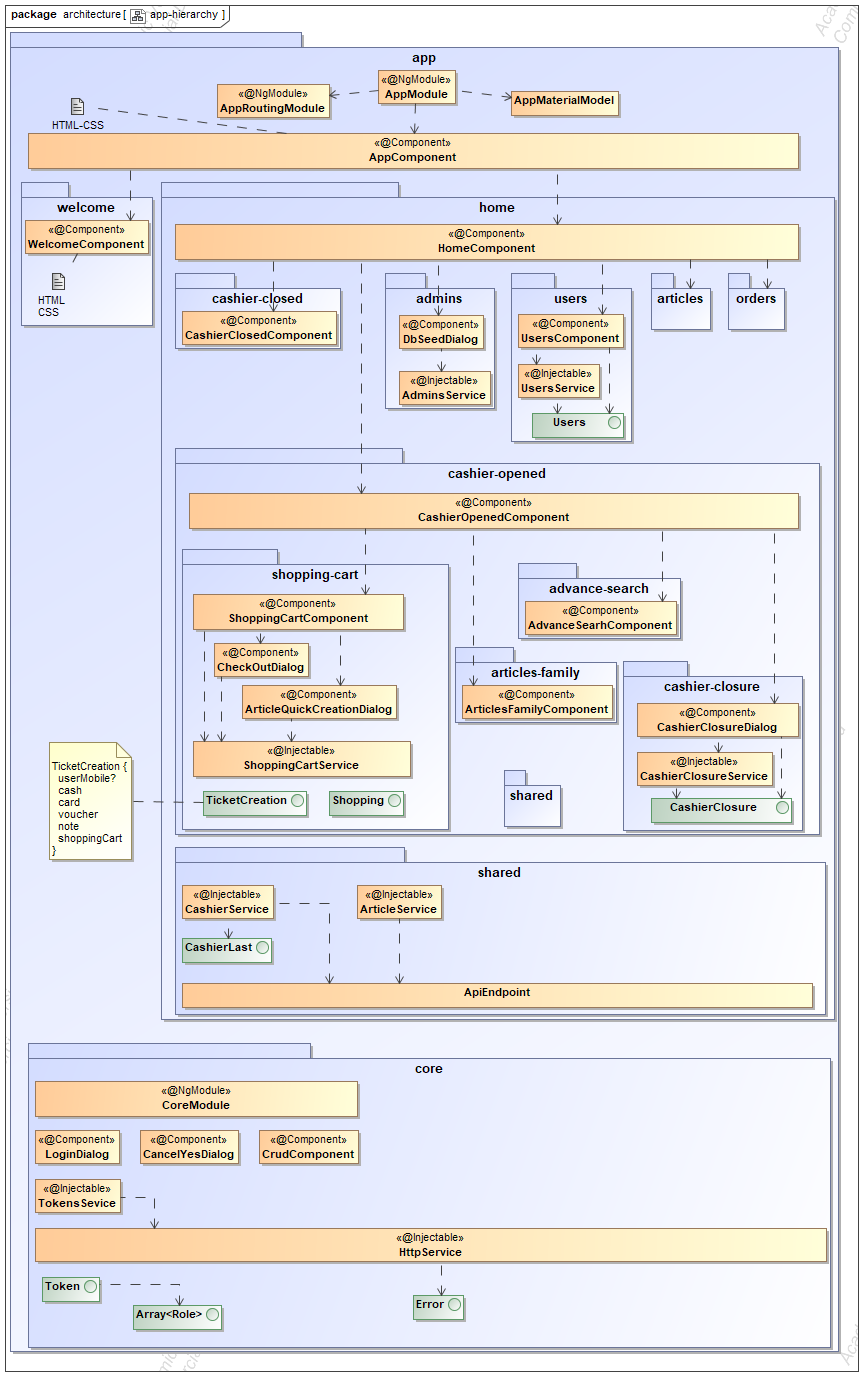 package architecture [ app-hierarchy ]
app
«@NgModule»
AppModule
«@NgModule»
AppRoutingModule
AppMaterialModel
HTML-CSS
«@Component»
AppComponent
welcome
«@Component»
WelcomeComponent
HTML
CSS
home
«@Component»
HomeComponent
cashier-closed
«@Component»
CashierClosedComponent
admins
«@Component»
DbSeedDialog
«@Injectable»
AdminsService
users
«@Component»
UsersComponent
«@Injectable»
UsersService
Users
articles
orders
cashier-opened
«@Component»
CashierOpenedComponent
shopping-cart
«@Component»
ShoppingCartComponent
«@Component»
CheckOutDialog
«@Component»
ArticleQuickCreationDialog
«@Injectable»
ShoppingCartService
TicketCreation
Shopping
advance-search
«@Component»
AdvanceSearhComponent
articles-family
«@Component»
ArticlesFamilyComponent
cashier-closure
«@Component»
CashierClosureDialog
«@Injectable»
CashierClosureService
CashierClosure
shared
TicketCreation {
userMobile?
cash
card
voucher
note
shoppingCart
}
shared
«@Injectable»
CashierService
«@Injectable»
ArticleService
CashierLast
ApiEndpoint
core
«@NgModule»
CoreModule
«@Component»
LoginDialog
«@Component»
CancelYesDialog
«@Component»
CrudComponent
«@Injectable»
TokensSevice
«@Injectable»
HttpService
Token
Array<Role>
Error